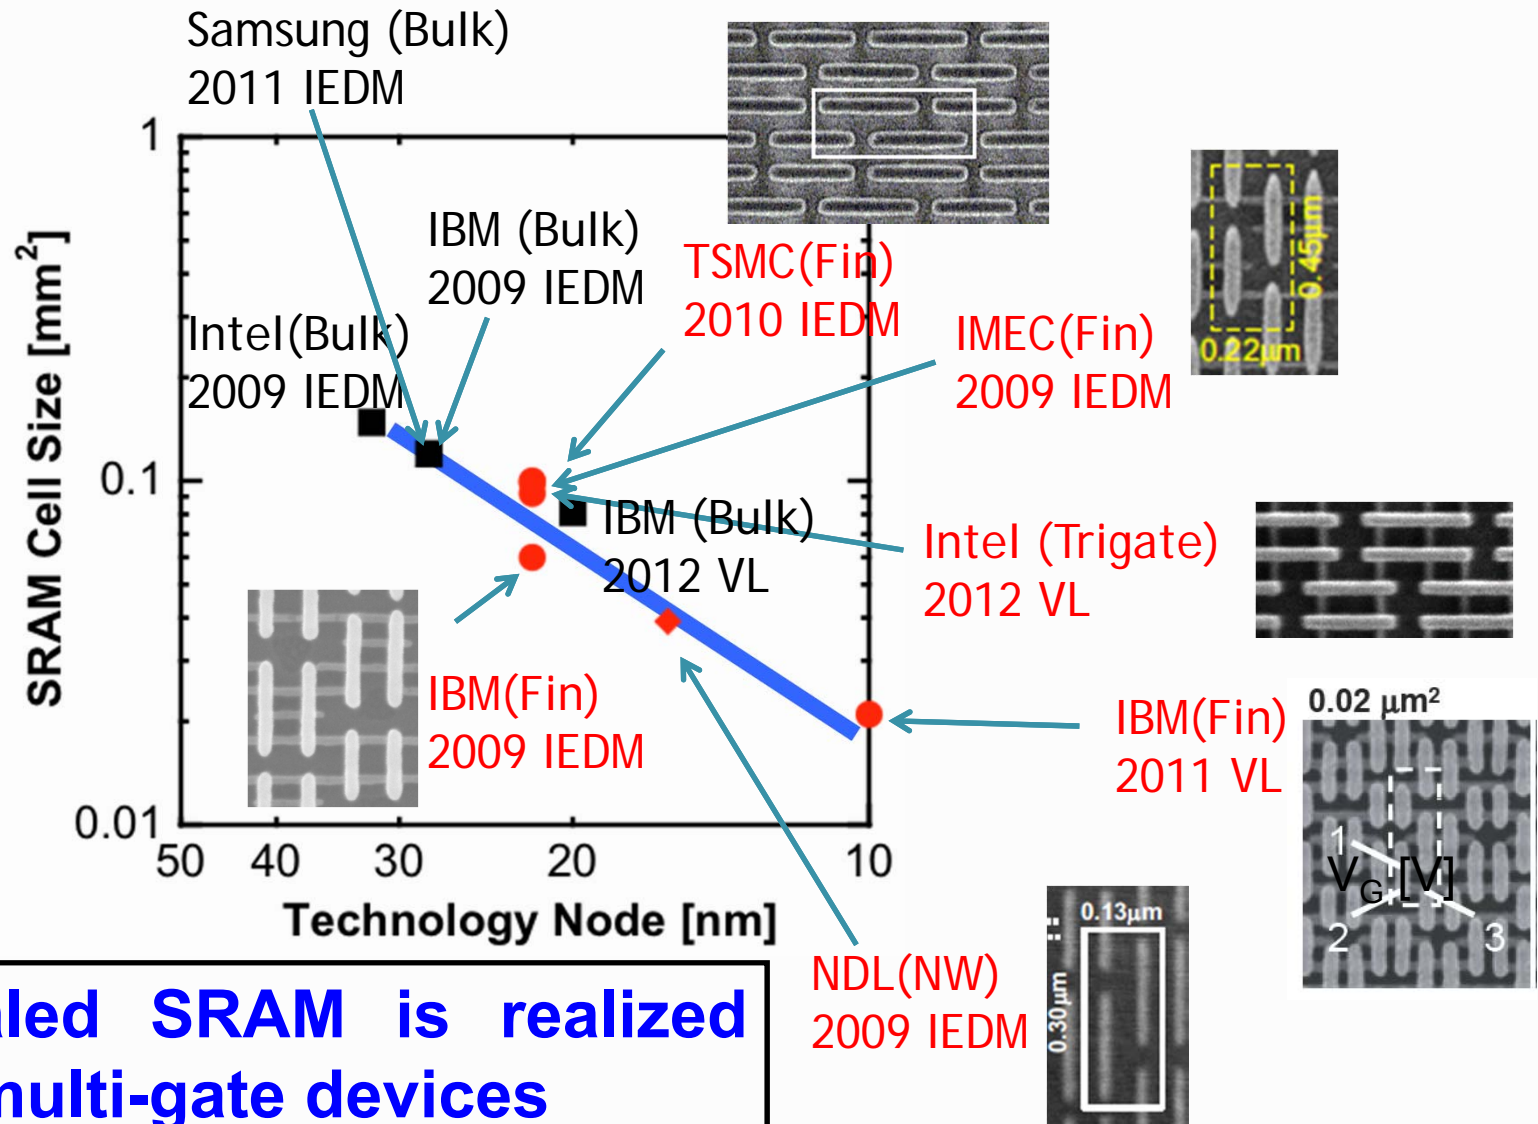 Samsung (Bulk)
2011 IEDM
IBM (Bulk)
2009 IEDM
TSMC(Fin)
2010 IEDM
Intel(Bulk)
2009 IEDM
IMEC(Fin)
2009 IEDM
0.45µm
0.22µm
IBM (Bulk)
2012 VL
Intel (Trigate)
2012 VL
IBM(Fin)
2009 IEDM
IBM(Fin)
2011 VL
0.02 µm²
1
V_G [V]
2
3
NDL(NW)
2009 IEDM
0.13µm
0.30µm
SRAM Cell Size [mm²]
1
0.1
0.01
50
40
30
20
10
Technology Node [nm]
aled SRAM is realized
multi-gate devices